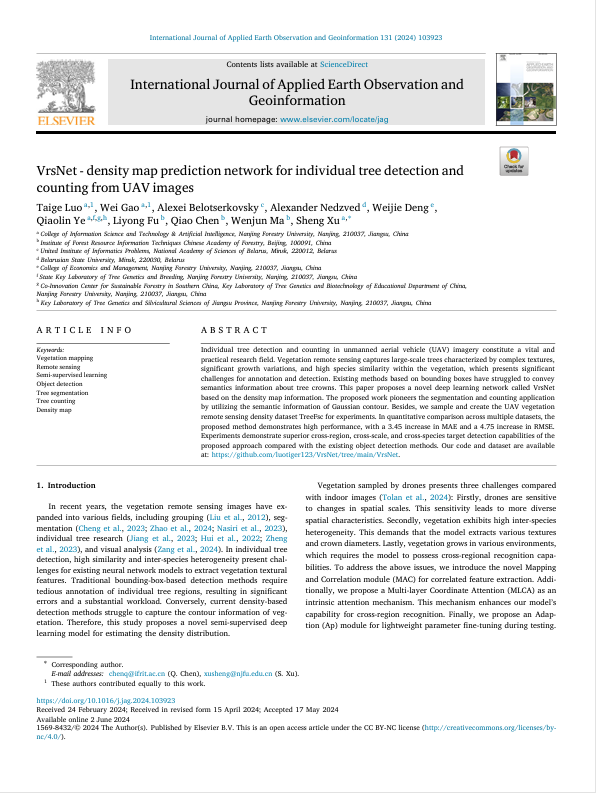 International Journal of Applied Earth Observation and Geoinformation 131 (2024) 103923
Contents lists available at ScienceDirect
International Journal of Applied Earth Observation and
Geoinformation
journal homepage: www.elsevier.com/locate/jag
ELSEVIER
Check for
updates
VrsNet - density map prediction network for individual tree detection and
counting from UAV images
Taige Luo a,1, Wei Gao a,1, Alexei Belotserkovsky c, Alexander Nedzved d, Weijie Deng e,
Qiaolin Ye a,f,g,h, Liyong Fu b, Qiao Chen b, Wenjun Ma b, Sheng Xu a,*
a College of Information Science and Technology & Artificial Intelligence, Nanjing Forestry University, Nanjing, 210037, Jiangsu, China
b Institute of Forest Resource Information Techniques Chinese Academy of Forestry, Beijing, 100091, China
c United Institute of Informatics Problems, National Academy of Sciences of Belarus, Minsk, 220012, Belarus
d Belarusian State University, Minsk, 220030, Belarus
e College of Economics and Management, Nanjing Forestry University, Nanjing, 210037, Jiangsu, China
f State Key Laboratory of Tree Genetics and Breeding, Nanjing Forestry University, Nanjing, 210037, Jiangsu, China
g Co-Innovation Center for Sustainable Forestry in Southern China, Key Laboratory of Tree Genetics and Biotechnology of Educational Department of China,
Nanjing Forestry University, Nanjing, 210037, Jiangsu, China
h Key Laboratory of Tree Genetics and Silvicultural Sciences of Jiangsu Province, Nanjing Forestry University, Nanjing, 210037, Jiangsu, China
ARTICLE INFO
Keywords:
Vegetation mapping
Remote sensing
Semi-supervised learning
Object detection
Tree segmentation
Tree counting
Density map
ABSTRACT
Individual tree detection and counting in unmanned aerial vehicle (UAV) imagery constitute a vital and
practical research field. Vegetation remote sensing captures large-scale trees characterized by complex textures,
significant growth variations, and high species similarity within the vegetation, which presents significant
challenges for annotation and detection. Existing methods based on bounding boxes have struggled to convey
semantics information about tree crowns. This paper proposes a novel deep learning network called VrsNet
based on the density map information. The proposed work pioneers the segmentation and counting application
by utilizing the semantic information of Gaussian contour. Besides, we sample and create the UAV vegetation
remote sensing density dataset TreeFsc for experiments. In quantitative comparison across multiple datasets, the
proposed method demonstrates high performance, with a 3.45 increase in MAE and a 4.75 increase in RMSE.
Experiments demonstrate superior cross-region, cross-scale, and cross-species target detection capabilities of the
proposed approach compared with the existing object detection methods. Our code and dataset are available
at: https://github.com/luotiger123/VrsNet/tree/main/VrsNet.
1. Introduction
In recent years, the vegetation remote sensing images have ex-
panded into various fields, including grouping (Liu et al., 2012), seg-
mentation (Cheng et al., 2023; Zhao et al., 2024; Nasiri et al., 2023),
individual tree research (Jiang et al., 2023; Hui et al., 2022; Zheng
et al., 2023), and visual analysis (Zang et al., 2024). In individual tree
detection, high similarity and inter-species heterogeneity present chal-
lenges for existing neural network models to extract vegetation textural
features. Traditional bounding-box-based detection methods require
tedious annotation of individual tree regions, resulting in significant
errors and a substantial workload. Conversely, current density-based
detection methods struggle to capture the contour information of veg-
etation. Therefore, this study proposes a novel semi-supervised deep
learning model for estimating the density distribution.
Vegetation sampled by drones presents three challenges compared
with indoor images (Tolan et al., 2024): Firstly, drones are sensitive
to changes in spatial scales. This sensitivity leads to more diverse
spatial characteristics. Secondly, vegetation exhibits high inter-species
heterogeneity. This demands that the model extracts various textures
and crown diameters. Lastly, vegetation grows in various environments,
which requires the model to possess cross-regional recognition capa-
bilities. To address the above issues, we introduce the novel Mapping
and Correlation module (MAC) for correlated feature extraction. Addi-
tionally, we propose a Multi-layer Coordinate Attention (MLCA) as an
intrinsic attention mechanism. This mechanism enhances our model's
capability for cross-region recognition. Finally, we propose an Adap-
tion (Ap) module for lightweight parameter fine-tuning during testing.
* Corresponding author.
E-mail addresses: chenq@ifrit.ac.cn (Q. Chen), xusheng@njfu.edu.cn (S. Xu).
1 These authors contributed equally to this work.
https://doi.org/10.1016/j.jag.2024.103923
Received 24 February 2024; Received in revised form 15 April 2024; Accepted 17 May 2024
Available online 2 June 2024
1569-8432/© 2024 The Author(s). Published by Elsevier B.V. This is an open access article under the CC BY-NC license (http://creativecommons.org/licenses/by-
nc/4.0/).